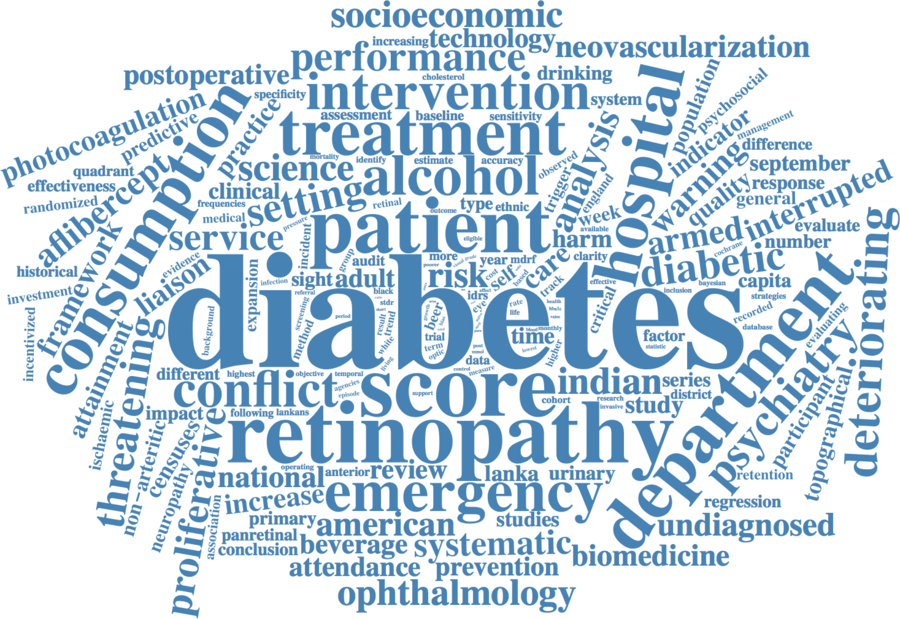 socioeconomic
increasing technology
performance
neovascularization
postoperative
cholesterol
drinking
specificity
intervention
system
photocoagulation
predictive
practice
assessment baseline sensitivity
treatment
hospital
population
psychosocial
indicator
management
difference
consumption
science
mortality identify estimate accuracy
observed
analysis
warning
september
quadrant
effectiveness
aflibercept
clinical
alcohol
trigger
england
quality
response
randomized
frequencies
setting
retinal
type ethnic
week
available
general
medical
pressure
patient
outcome
eligible
care
harm
armed
interrupted
framework
service
incident
group
more
year mdrf
clarity
cochrane
evaluate
number
historical
evidence
liaison
audit
sight adult
risk
self
cost
based
track
effective
critical
diabetic
bayesian
inclusion
capita
strategies
investment
infection
expansion
referral
black
stdr
idrs
eye
rate
life
health
recorded
database
deteriorating
incentivized
background
diabetes
screening
method
period
result
trend
white
beer
trial
term
optic
time
monthly
higher
lowest
factor
statistic
department
evaluating
attainment
threatening
different
highest
objective temporal
living
data
measure
control
conflict
agencies
episode
support
score
indian
series
district
psychiatry
participant
topographical
ischaemic
non-arteritic
impact
following lankans
cohort
research
invasive
study
censuses
neuropathy
proliferative
retinopathy
national
operating
anterior
review
lanka urinary
retention
association
increase
emergency
regression
primary
american
studies
undiagnosed
panretinal
conclusion
beverage
systematic
biomedicine
attendance prevention
ophthalmology